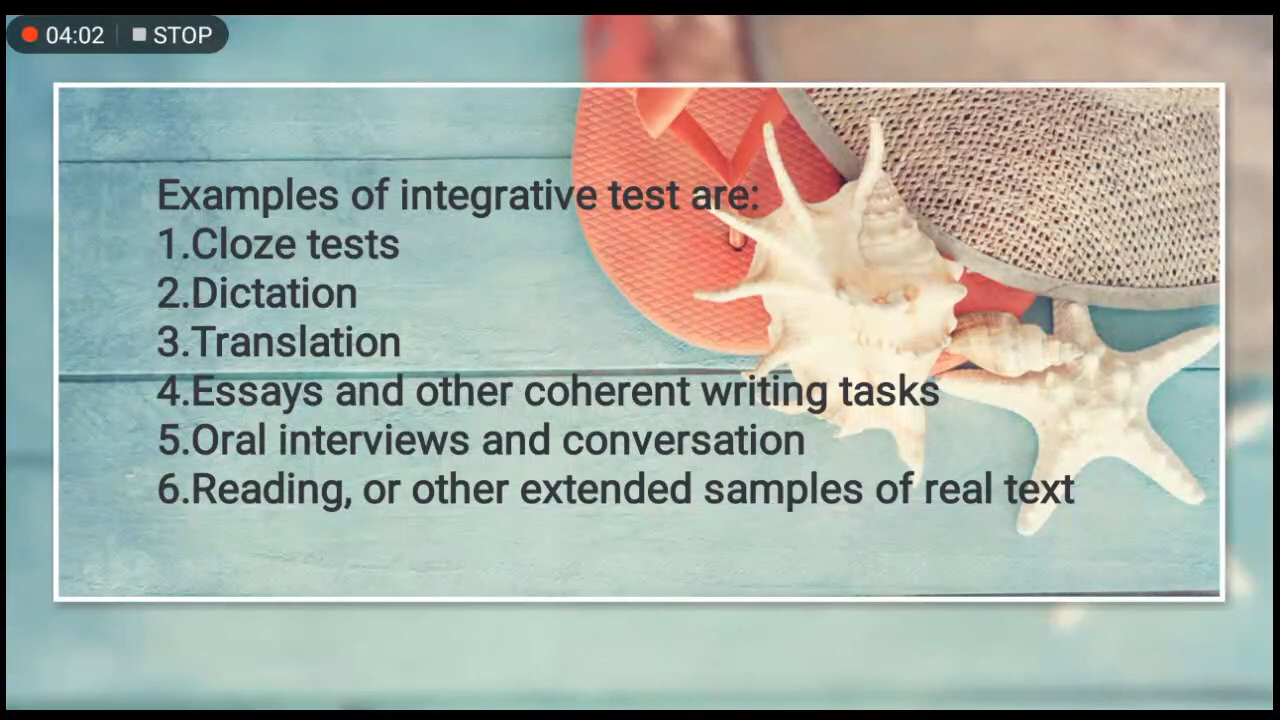 04:02 STOP
Examples of integrative test are:
1.Cloze tests
2.Dictation
3.Translation
4.Essays and other coherent writing tasks
5.Oral interviews and conversation
6.Reading, or other extended samples of real text